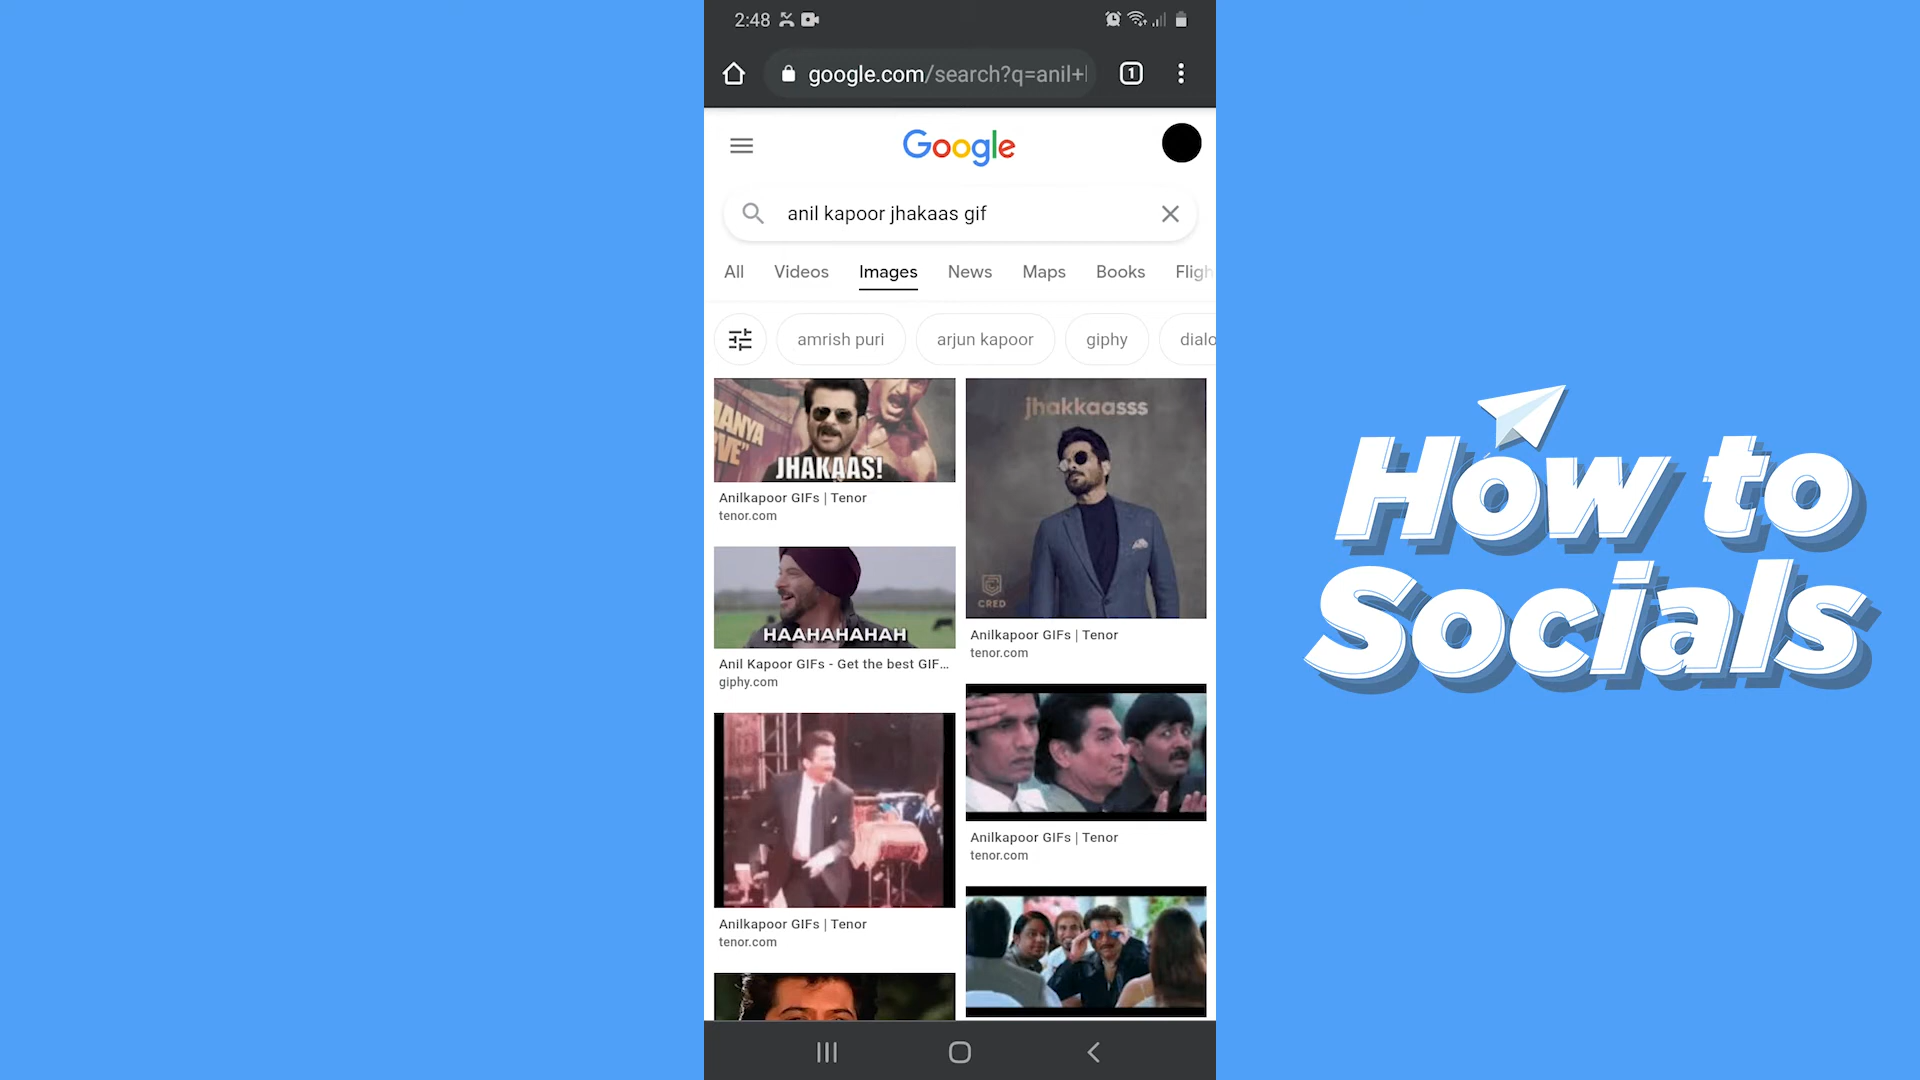 2:48
google.com/search?q=anil+
1
Google
anil kapoor jhakaas gif
All Videos Images News Maps Books Fligh
amrish puri arjun kapoor giphy dialo
JHAKAAS!
Anilkapoor GIFs | Tenor
tenor.com
HAAHAHAHAH
Anil Kapoor GIFs - Get the best GIF...
giphy.com
Anilkapoor GIFs | Tenor
tenor.com
jhakkaasss
CRED
Anilkapoor GIFs | Tenor
tenor.com
Anilkapoor GIFs | Tenor
tenor.com
How to
Socials